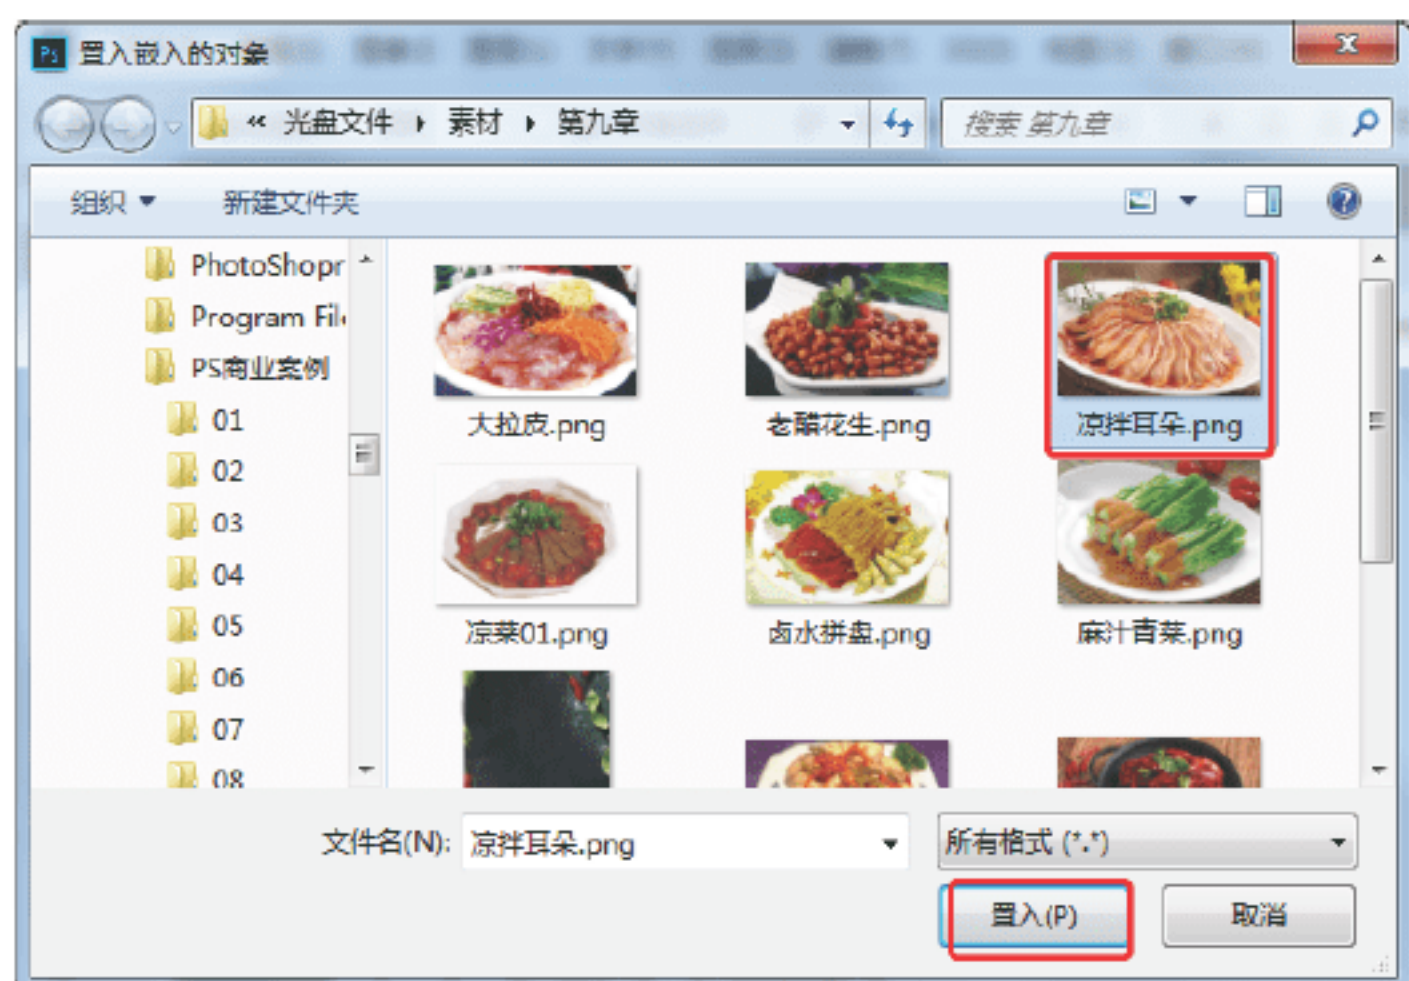 Ps 置入嵌入的对象
« 光盘文件 ▸ 素材 ▸ 第九章
搜索 第九章
组织 ▼ 新建文件夹
PhotoShopr
Program File
PS商业案例
01
02
03
04
05
06
07
08
大拉皮.png
老醋花生.png
凉拌耳朵.png
凉菜01.png
卤水拼盘.png
麻汁青菜.png
文件名(N): 凉拌耳朵.png
所有格式 (*.*)
置入(P)
取消